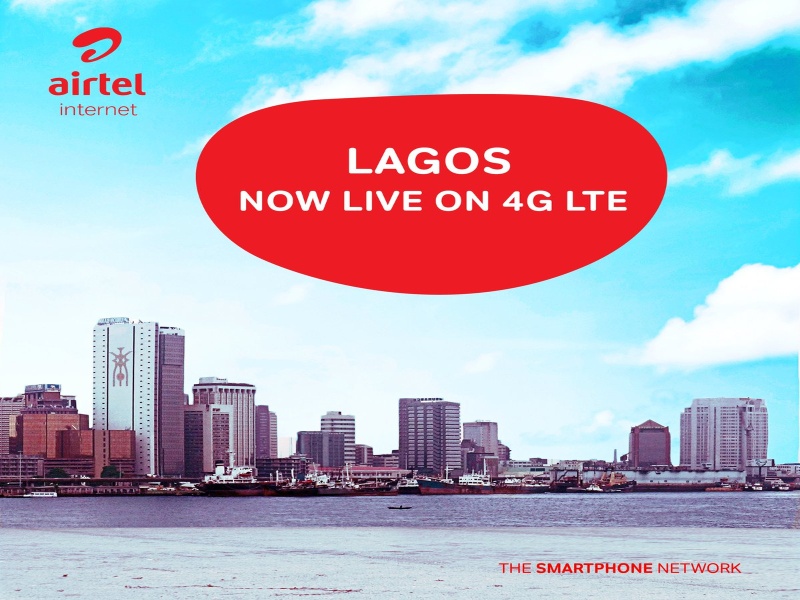 airtel
internet
LAGOS
NOW LIVE ON 4G LTE
THE SMARTPHONE NETWORK